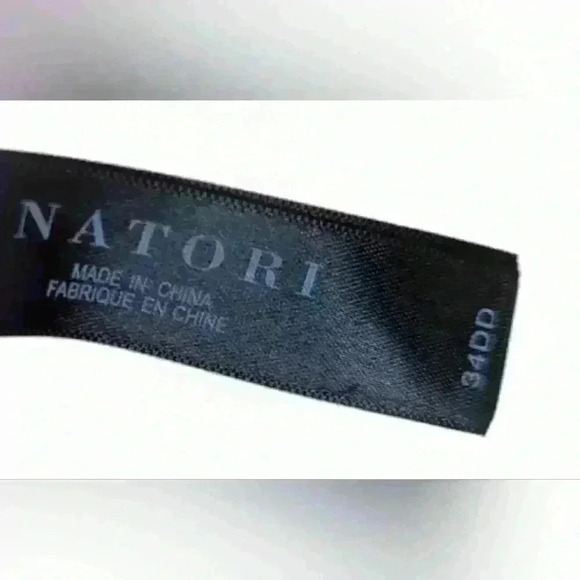 NATORI
MADE IN CHINA
FABRIQUE EN CHINE
34DD